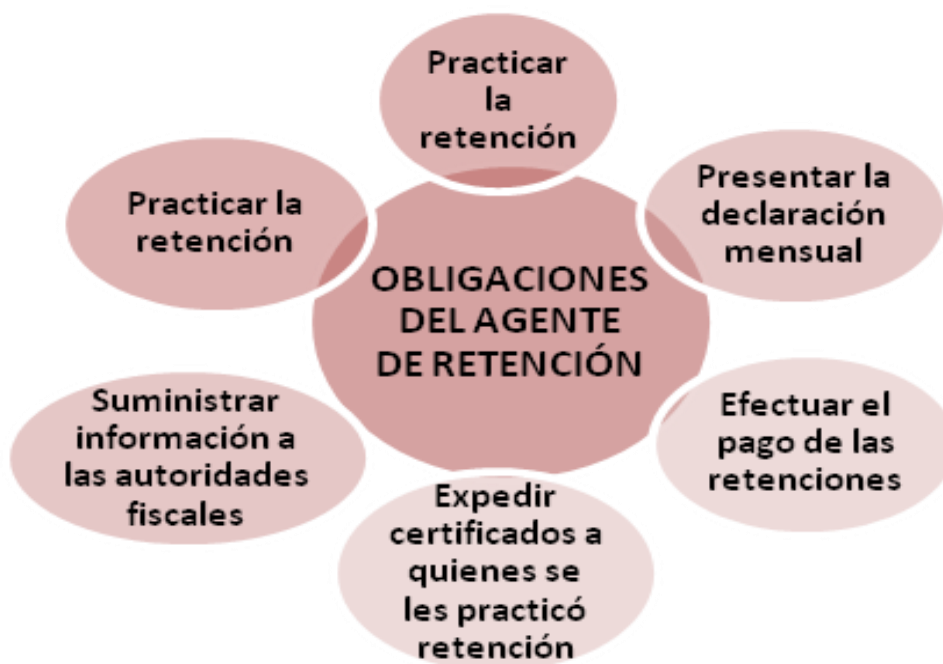 Practicar
la
retención
Practicar la
retención
Presentar la
declaración
mensual
OBLIGACIONES
DEL AGENTE
DE RETENCIÓN
Suministrar
información a
las autoridades
fiscales
Efectuar el
pago de las
retenciones
Expedir
certificados a
quienes se
les practicó
retención